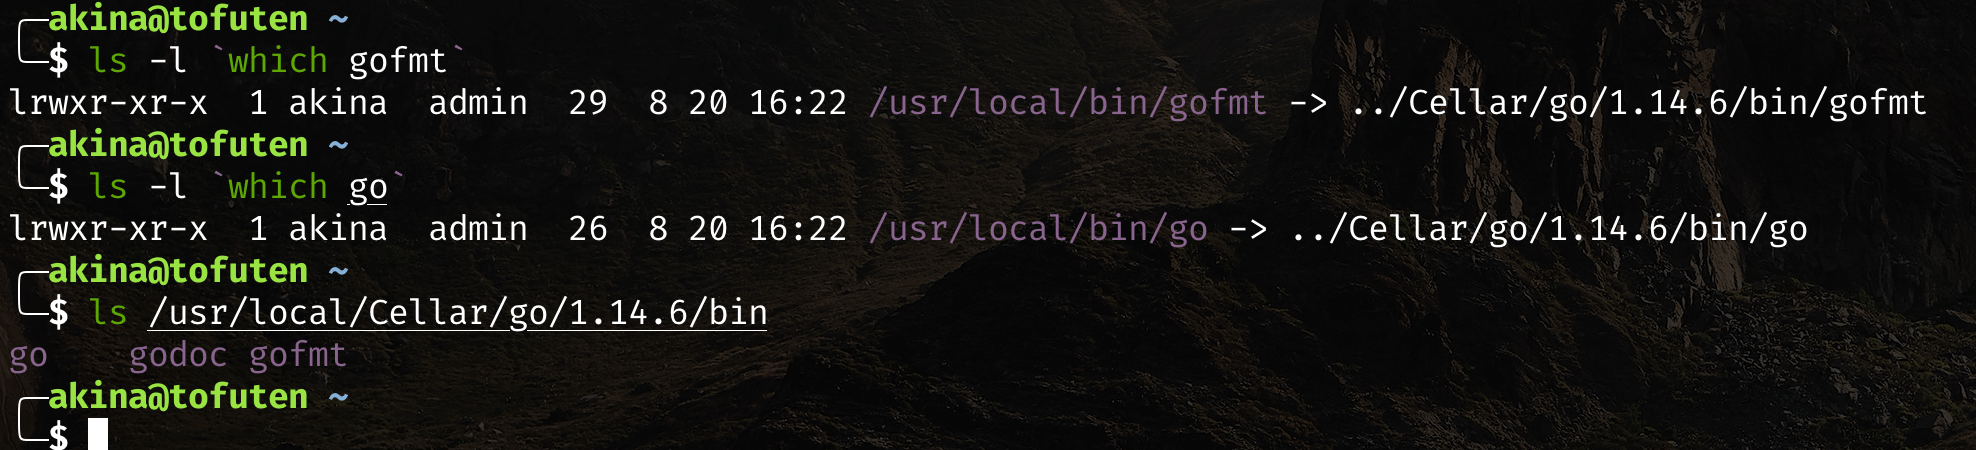 akina@tofuten ~
$ ls -l `which gofmt`
lrwxr-xr-x  1 akina  admin  29  8 20 16:22 /usr/local/bin/gofmt -> ../Cellar/go/1.14.6/bin/gofmt
akina@tofuten ~
$ ls -l `which go`
lrwxr-xr-x  1 akina  admin  26  8 20 16:22 /usr/local/bin/go -> ../Cellar/go/1.14.6/bin/go
akina@tofuten ~
$ ls /usr/local/Cellar/go/1.14.6/bin
go    godoc gofmt
akina@tofuten ~
$